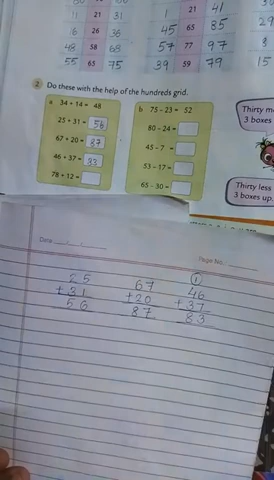 11 21 31 1 21 41
16 26 36 45 65 85
48 58 68 57 77 97
55 65 75 39 59 79 15
2 Do these with the help of the hundreds grid.
a 34 + 14 = 48 b 75 - 23 = 52
25 + 31 = 56 80 - 24 =
67 + 20 = 87 45 - 7 =
46 + 37 = 83 53 - 17 =
78 + 12 = 65 - 30 =
Thirty m
3 boxes
Thirty less
3 boxes up.
Date
Page No.
1
25 67 46
+31 +20 +37
56 87 83